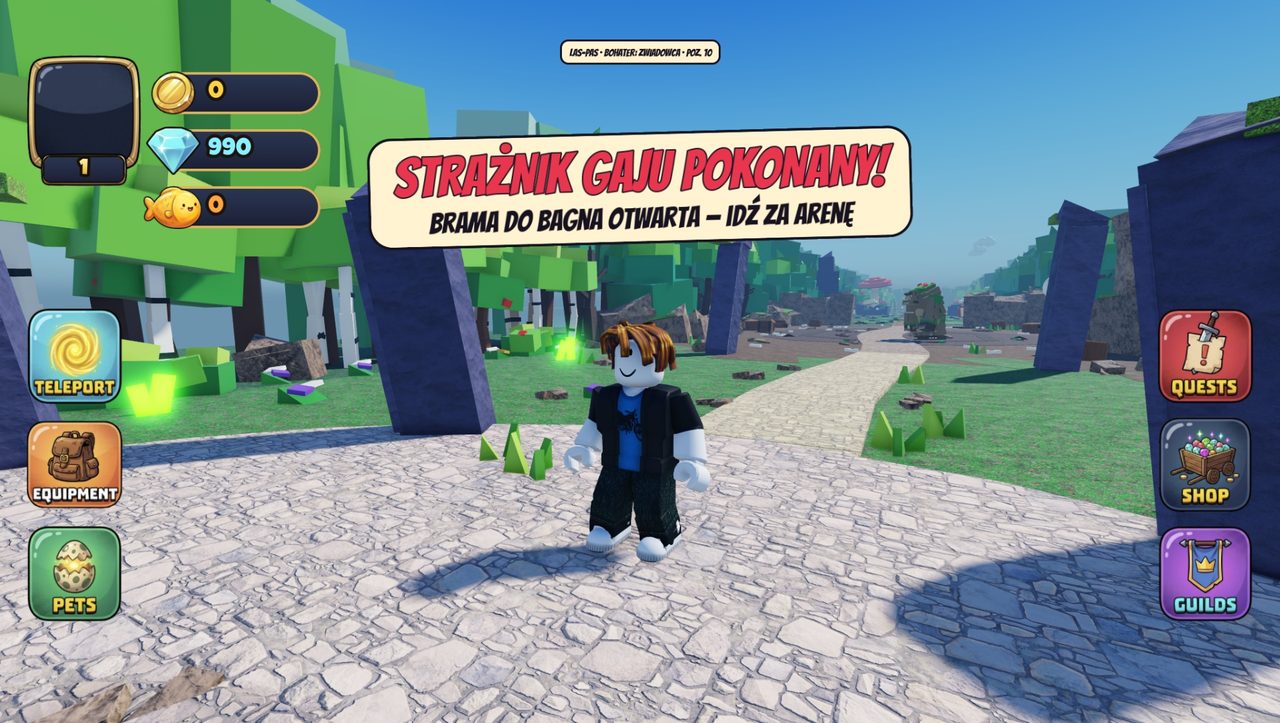 LAS-PAS · BOHATER: ZWIADOWCA · POZ. 10
0
990
0
1
STRAŻNIK GAJU POKONANY!
BRAMA DO BAGNA OTWARTA – IDŹ ZA ARENĘ
TELEPORT
EQUIPMENT
PETS
QUESTS
SHOP
GUILDS